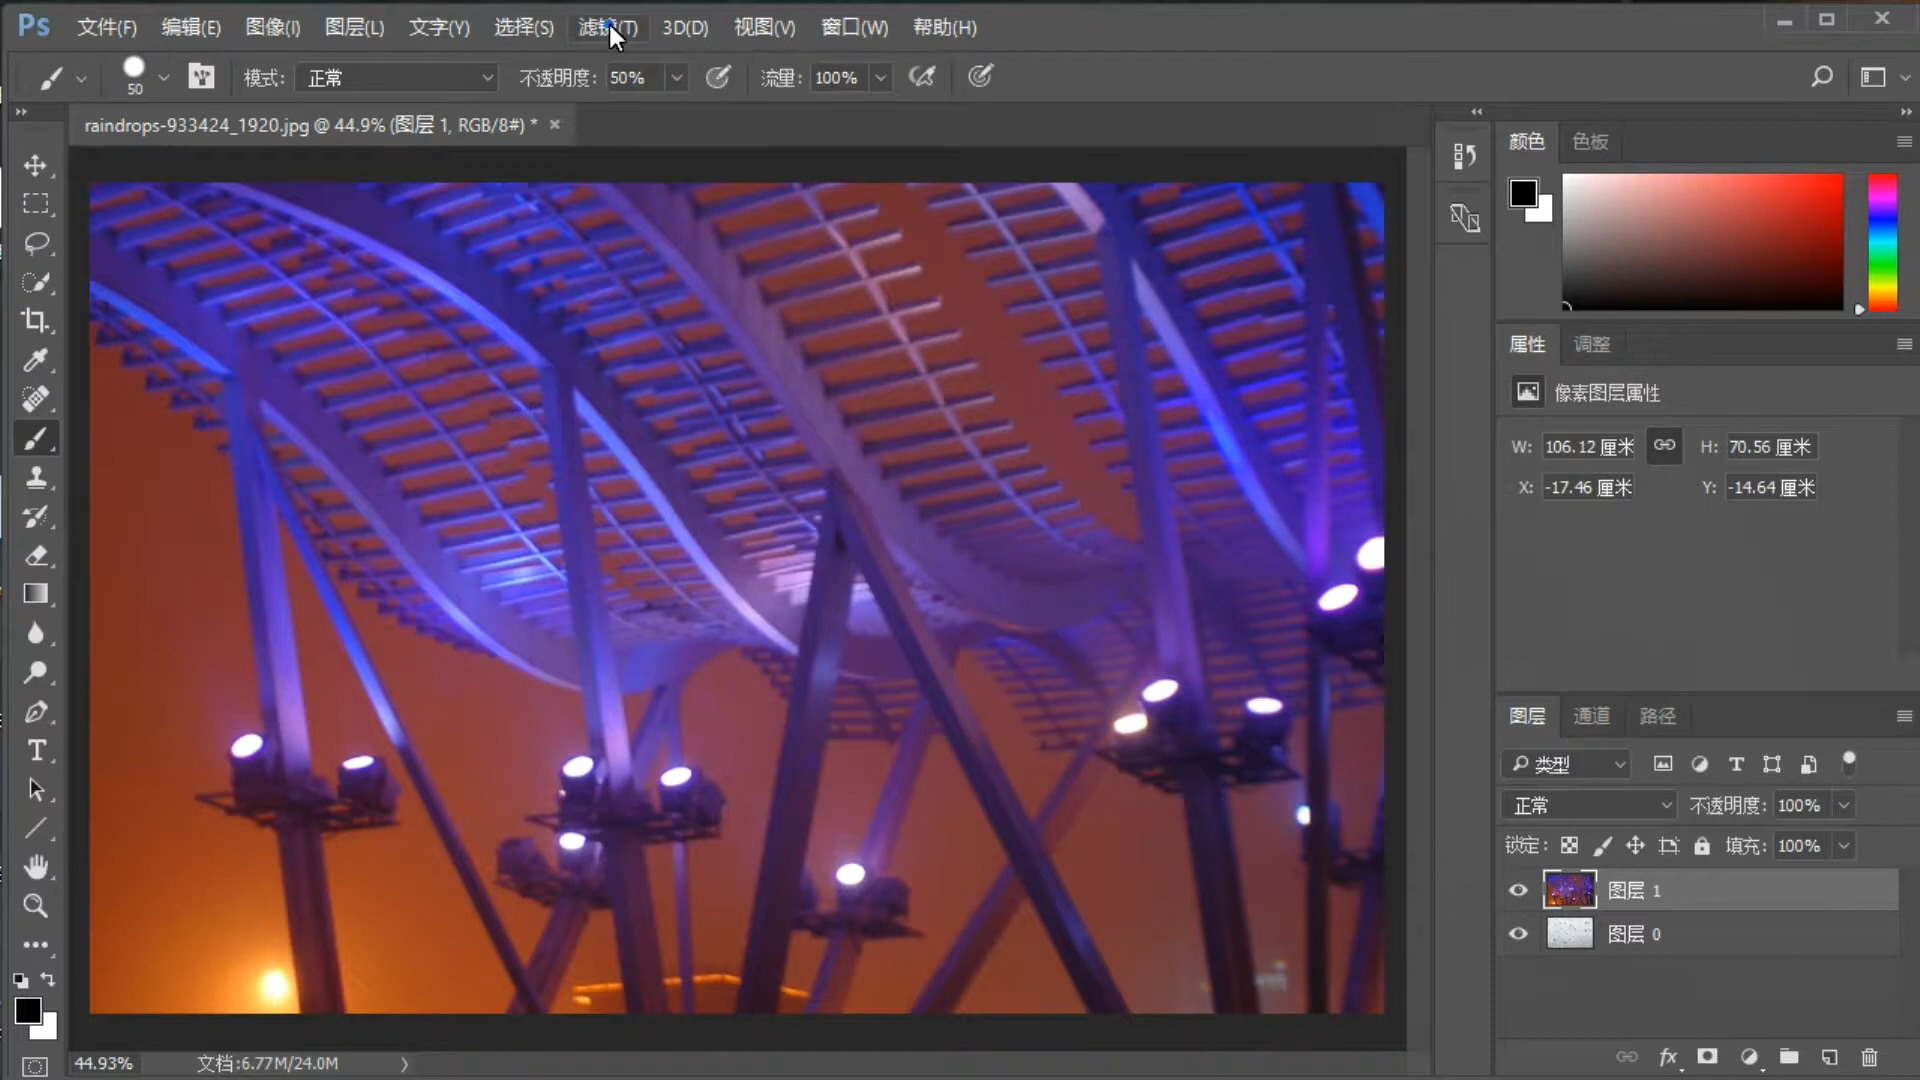 Ps 文件(F) 编辑(E) 图像(I) 图层(L) 文字(Y) 选择(S) 滤镜(T) 3D(D) 视图(V) 窗口(W) 帮助(H)
50 模式: 正常 不透明度: 50% 流量: 100%
raindrops-933424_1920.jpg @ 44.9% (图层 1, RGB/8#) *
颜色 色板
属性 调整
像素图层属性
W: 106.12 厘米 H: 70.56 厘米
X: -17.46 厘米 Y: -14.64 厘米
图层 通道 路径
类型
正常 不透明度: 100%
锁定: 填充: 100%
图层 1
图层 0
44.93% 文档:6.77M/24.0M